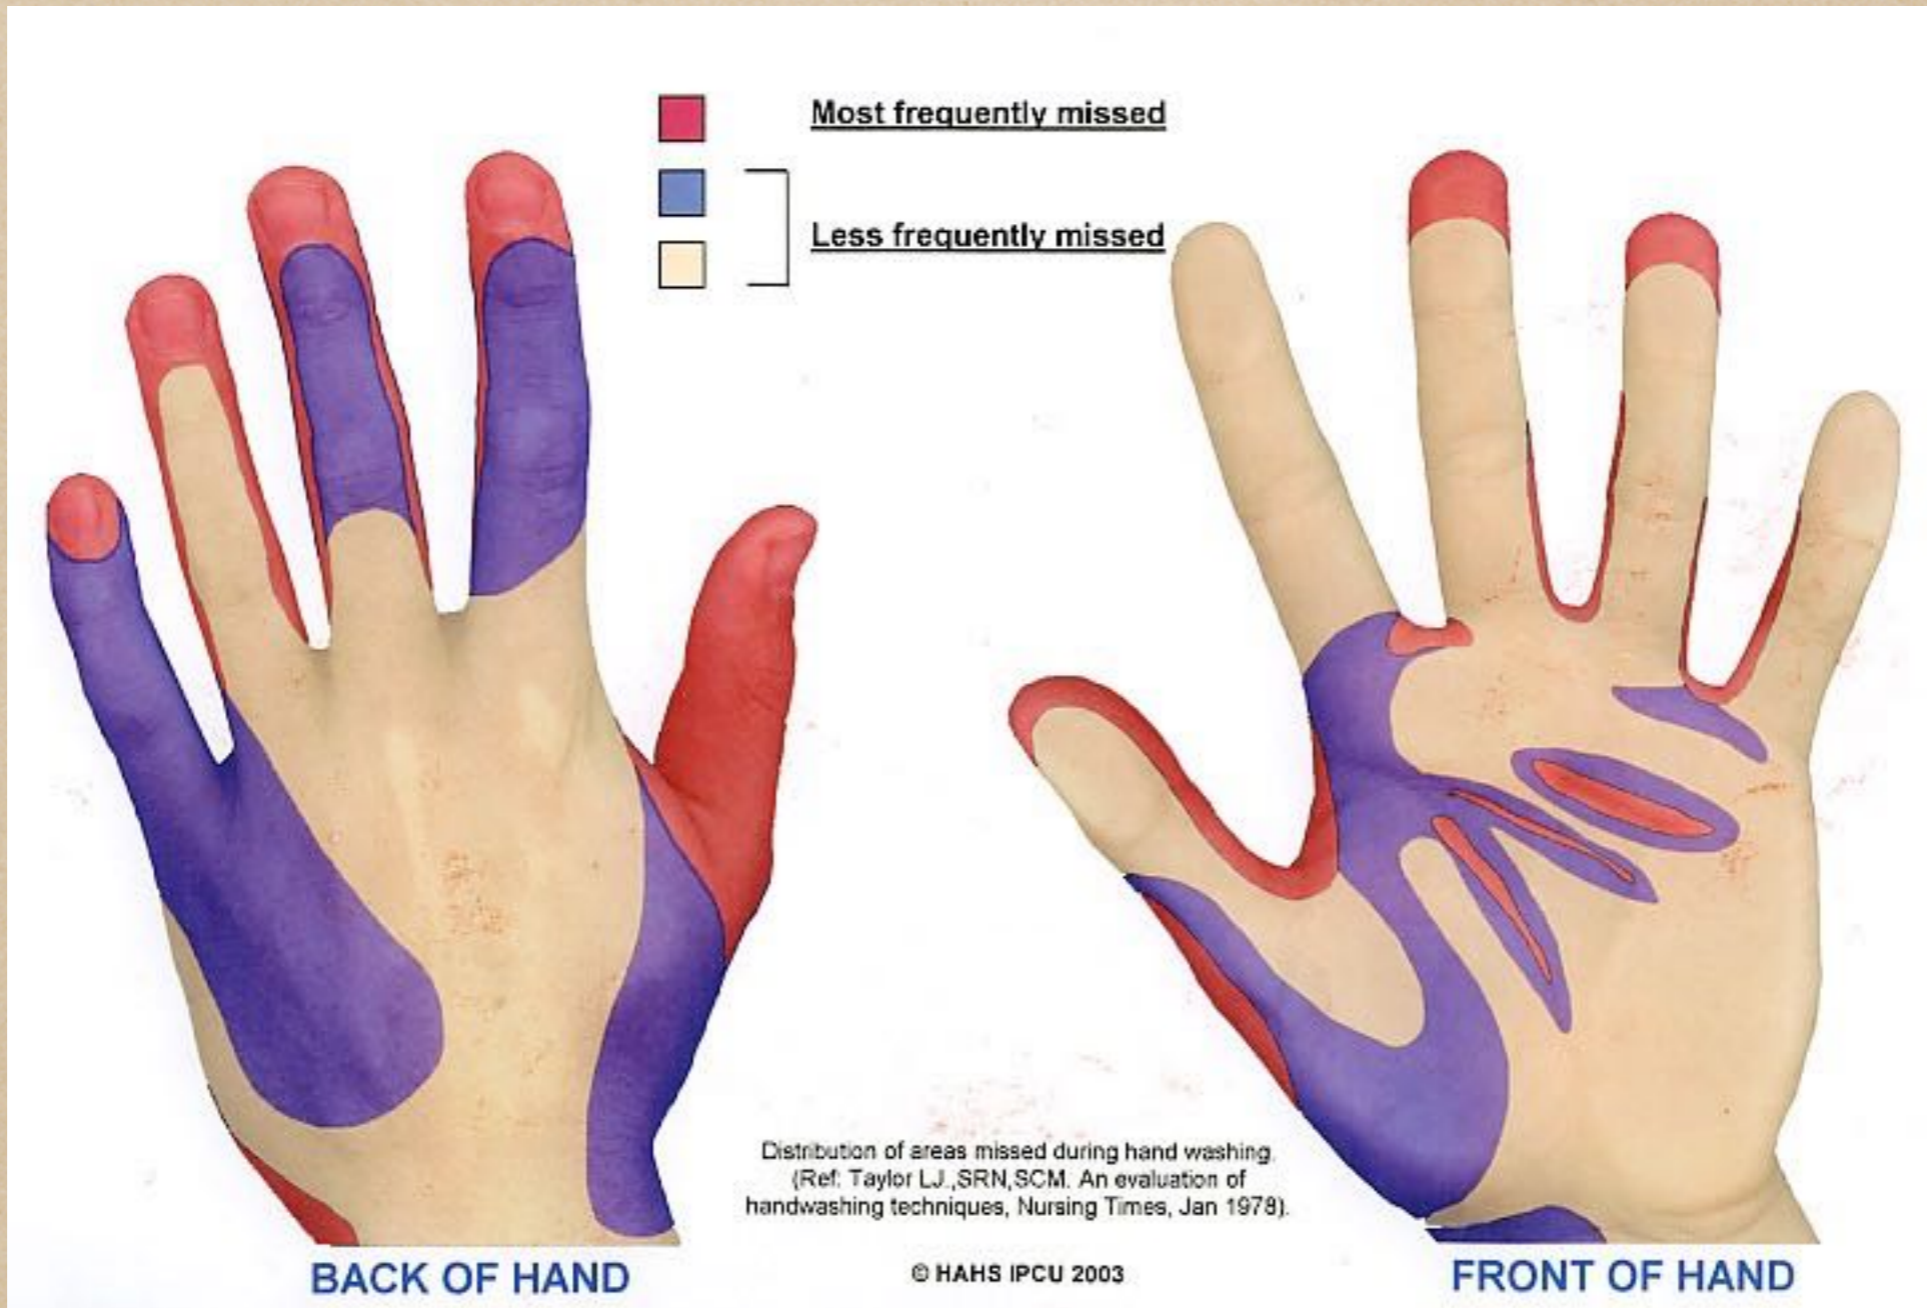 Most frequently missed
Less frequently missed
Distribution of areas missed during hand washing.
(Ref: Taylor LJ.,SRN,SCM. An evaluation of
handwashing techniques, Nursing Times, Jan 1978).
© HAHS IPCU 2003
BACK OF HAND
FRONT OF HAND